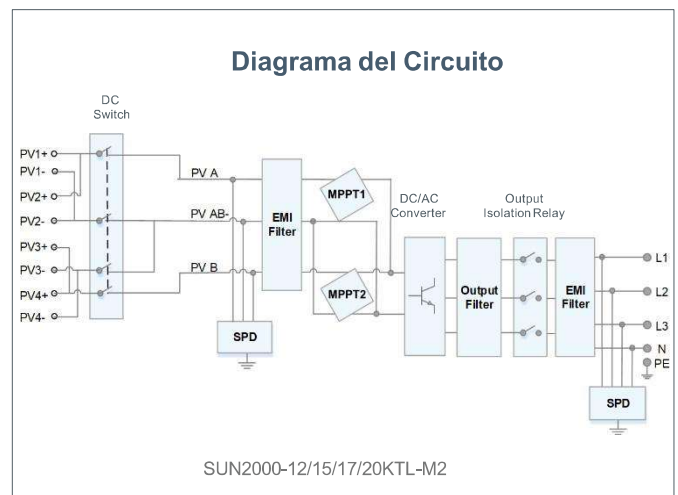 Diagrama del Circuito
DC
Switch
PV1+
PV1-
PV2+
PV2-
PV3+
PV3-
PV4+
PV4-
PV A
PV AB-
PV B
SPD
EMI
Filter
MPPT1
MPPT2
DC/AC
Converter
Output
Filter
Output
Isolation Relay
EMI
Filter
L1
L2
L3
N
PE
SPD
SUN2000-12/15/17/20KTL-M2